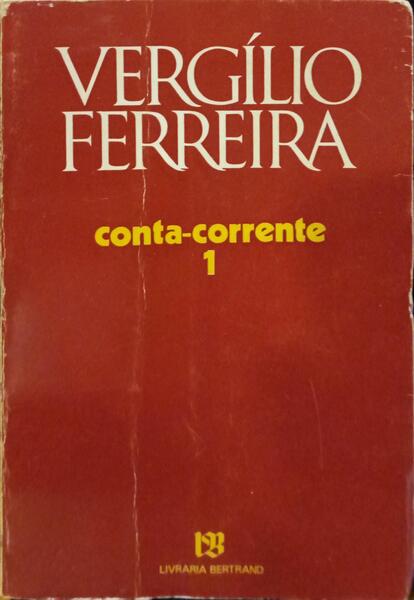 VERGÍLIO
FERREIRA
conta-corrente
1
LIVRARIA BERTRAND